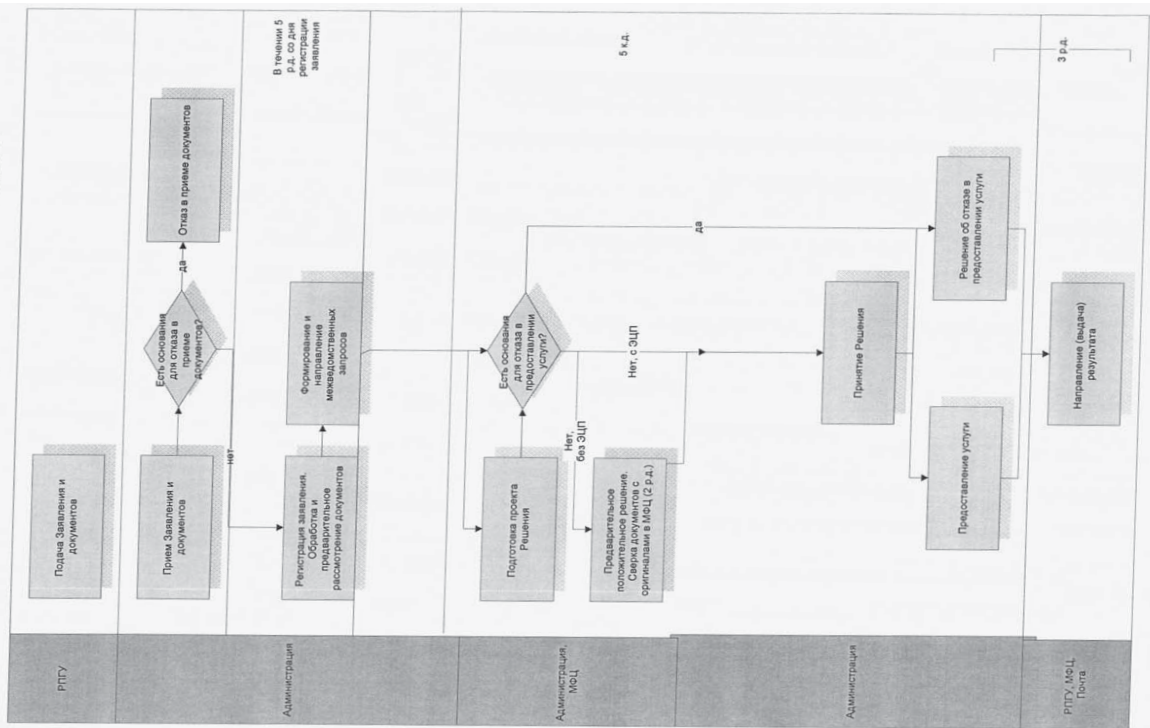 РПГУ
Подача Заявления и
документов
Администрация
Прием Заявления и
документов
Есть основания
для отказа в
приеме
документов?
да
Отказ в приеме документов
нет
Регистрация заявления.
Обработка и
предварительное
рассмотрение документов
Формирование и
направление
межведомственных
запросов
В течении 5
р.д. со дня
регистрации
заявления
Администрация,
МФЦ
Подготовка проекта
Решения
Есть основания
для отказа в
предоставлении
услуги?
да
Нет,
без ЭЦП
Нет, с ЭЦП
Предварительное
положительное решение.
Сверка документов с
оригиналами в МФЦ (2 р.д.)
5 к.д.
Администрация
Принятие Решения
Предоставление услуги
Решение об отказе в
предоставлении услуги
РПГУ, МФЦ,
Почта
Направление (выдача)
результата
3 р.д.